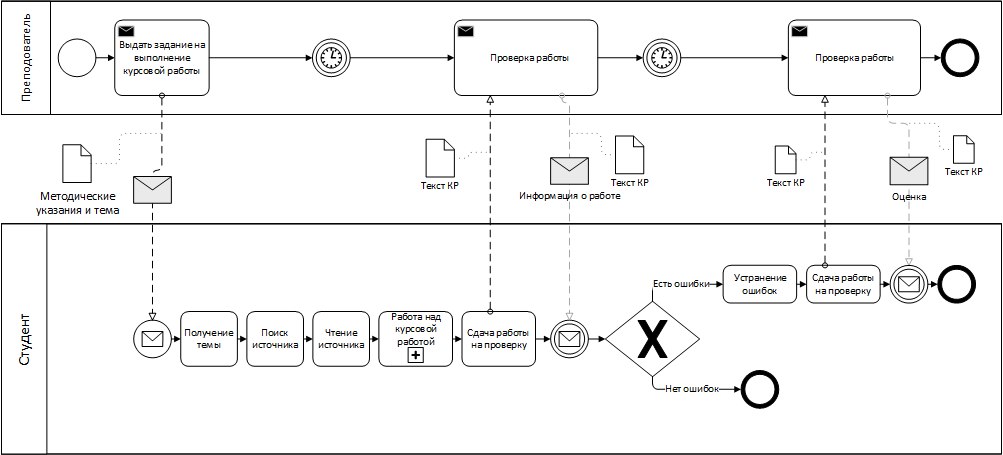 Преподователь
Выдать задание на
выполнение
курсовой работы
Проверка работы
Проверка работы
Методические
указания и тема
Текст КР
Информация о работе
Текст КР
Текст КР
Оценка
Текст КР
Студент
Получение
темы
Поиск
источника
Чтение
источника
Работа над
курсовой
работой
Сдача работы
на проверку
X
Есть ошибки
Устранение
ошибок
Сдача работы
на проверку
Нет ошибок